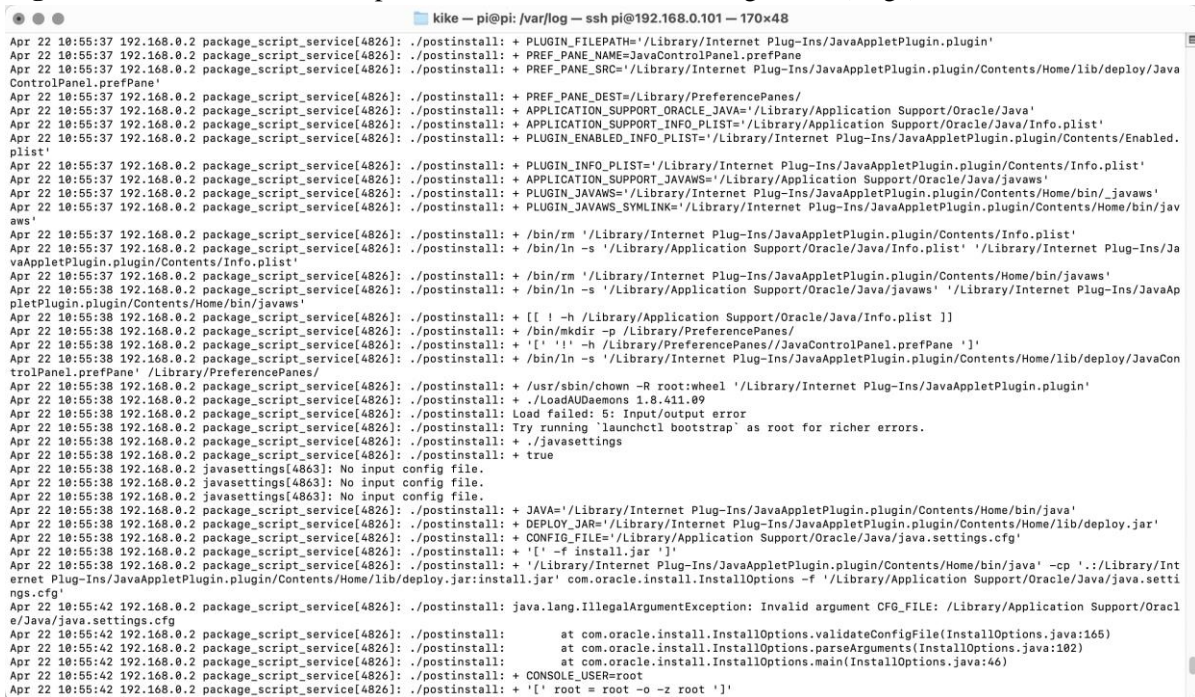 kike — pi@pi: /var/log — ssh pi@192.168.0.101 — 170×48
Apr 22 10:55:37 192.168.0.2 package_script_service[4826]: ./postinstall: + PLUGIN_FILEPATH='/Library/Internet Plug-Ins/JavaAppletPlugin.plugin'
Apr 22 10:55:37 192.168.0.2 package_script_service[4826]: ./postinstall: + PREF_PANE_NAME=JavaControlPanel.prefPane
Apr 22 10:55:37 192.168.0.2 package_script_service[4826]: ./postinstall: + PREF_PANE_SRC='/Library/Internet Plug-Ins/JavaAppletPlugin.plugin/Contents/Home/lib/deploy/Java
ControlPanel.prefPane'
Apr 22 10:55:37 192.168.0.2 package_script_service[4826]: ./postinstall: + PREF_PANE_DEST=/Library/PreferencePanes/
Apr 22 10:55:37 192.168.0.2 package_script_service[4826]: ./postinstall: + APPLICATION_SUPPORT_ORACLE_JAVA='/Library/Application Support/Oracle/Java'
Apr 22 10:55:37 192.168.0.2 package_script_service[4826]: ./postinstall: + APPLICATION_SUPPORT_INFO_PLIST='/Library/Application Support/Oracle/Java/Info.plist'
Apr 22 10:55:37 192.168.0.2 package_script_service[4826]: ./postinstall: + PLUGIN_ENABLED_INFO_PLIST='/Library/Internet Plug-Ins/JavaAppletPlugin.plugin/Contents/Enabled.
plist'
Apr 22 10:55:37 192.168.0.2 package_script_service[4826]: ./postinstall: + PLUGIN_INFO_PLIST='/Library/Internet Plug-Ins/JavaAppletPlugin.plugin/Contents/Info.plist'
Apr 22 10:55:37 192.168.0.2 package_script_service[4826]: ./postinstall: + APPLICATION_SUPPORT_JAVAWS='/Library/Application Support/Oracle/Java/javaws'
Apr 22 10:55:37 192.168.0.2 package_script_service[4826]: ./postinstall: + PLUGIN_JAVAWS='/Library/Internet Plug-Ins/JavaAppletPlugin.plugin/Contents/Home/bin/_javaws'
Apr 22 10:55:37 192.168.0.2 package_script_service[4826]: ./postinstall: + PLUGIN_JAVAWS_SYMLINK='/Library/Internet Plug-Ins/JavaAppletPlugin.plugin/Contents/Home/bin/jav
aws'
Apr 22 10:55:37 192.168.0.2 package_script_service[4826]: ./postinstall: + /bin/rm '/Library/Internet Plug-Ins/JavaAppletPlugin.plugin/Contents/Info.plist'
Apr 22 10:55:37 192.168.0.2 package_script_service[4826]: ./postinstall: + /bin/ln -s '/Library/Application Support/Oracle/Java/Info.plist' '/Library/Internet Plug-Ins/Ja
vaAppletPlugin.plugin/Contents/Info.plist'
Apr 22 10:55:37 192.168.0.2 package_script_service[4826]: ./postinstall: + /bin/rm '/Library/Internet Plug-Ins/JavaAppletPlugin.plugin/Contents/Home/bin/javaws'
Apr 22 10:55:38 192.168.0.2 package_script_service[4826]: ./postinstall: + /bin/ln -s '/Library/Application Support/Oracle/Java/javaws' '/Library/Internet Plug-Ins/JavaAp
pletPlugin.plugin/Contents/Home/bin/javaws'
Apr 22 10:55:38 192.168.0.2 package_script_service[4826]: ./postinstall: + [[ ! -h /Library/Application Support/Oracle/Java/Info.plist ]]
Apr 22 10:55:38 192.168.0.2 package_script_service[4826]: ./postinstall: + /bin/mkdir -p /Library/PreferencePanes/
Apr 22 10:55:38 192.168.0.2 package_script_service[4826]: ./postinstall: + '[' '!' -h /Library/PreferencePanes//JavaControlPanel.prefPane ']'
Apr 22 10:55:38 192.168.0.2 package_script_service[4826]: ./postinstall: + /bin/ln -s '/Library/Internet Plug-Ins/JavaAppletPlugin.plugin/Contents/Home/lib/deploy/JavaCon
trolPanel.prefPane' /Library/PreferencePanes/
Apr 22 10:55:38 192.168.0.2 package_script_service[4826]: ./postinstall: + /usr/sbin/chown -R root:wheel '/Library/Internet Plug-Ins/JavaAppletPlugin.plugin'
Apr 22 10:55:38 192.168.0.2 package_script_service[4826]: ./postinstall: + ./LoadAUDaemons 1.8.411.09
Apr 22 10:55:38 192.168.0.2 package_script_service[4826]: ./postinstall: Load failed: 5: Input/output error
Apr 22 10:55:38 192.168.0.2 package_script_service[4826]: ./postinstall: Try running `launchctl bootstrap` as root for richer errors.
Apr 22 10:55:38 192.168.0.2 package_script_service[4826]: ./postinstall: + ./javasettings
Apr 22 10:55:38 192.168.0.2 package_script_service[4826]: ./postinstall: + true
Apr 22 10:55:38 192.168.0.2 javasettings[4863]: No input config file.
Apr 22 10:55:38 192.168.0.2 javasettings[4863]: No input config file.
Apr 22 10:55:38 192.168.0.2 javasettings[4863]: No input config file.
Apr 22 10:55:38 192.168.0.2 package_script_service[4826]: ./postinstall: + JAVA='/Library/Internet Plug-Ins/JavaAppletPlugin.plugin/Contents/Home/bin/java'
Apr 22 10:55:38 192.168.0.2 package_script_service[4826]: ./postinstall: + DEPLOY_JAR='/Library/Internet Plug-Ins/JavaAppletPlugin.plugin/Contents/Home/lib/deploy.jar'
Apr 22 10:55:38 192.168.0.2 package_script_service[4826]: ./postinstall: + CONFIG_FILE='/Library/Application Support/Oracle/Java/java.settings.cfg'
Apr 22 10:55:38 192.168.0.2 package_script_service[4826]: ./postinstall: + '[' -f install.jar ']'
Apr 22 10:55:38 192.168.0.2 package_script_service[4826]: ./postinstall: + '/Library/Internet Plug-Ins/JavaAppletPlugin.plugin/Contents/Home/bin/java' -cp '.:/Library/Int
ernet Plug-Ins/JavaAppletPlugin.plugin/Contents/Home/lib/deploy.jar:install.jar' com.oracle.install.InstallOptions -f '/Library/Application Support/Oracle/Java/java.setti
ngs.cfg'
Apr 22 10:55:42 192.168.0.2 package_script_service[4826]: ./postinstall: java.lang.IllegalArgumentException: Invalid argument CFG_FILE: /Library/Application Support/Oracl
e/Java/java.settings.cfg
Apr 22 10:55:42 192.168.0.2 package_script_service[4826]: ./postinstall: at com.oracle.install.InstallOptions.validateConfigFile(InstallOptions.java:165)
Apr 22 10:55:42 192.168.0.2 package_script_service[4826]: ./postinstall: at com.oracle.install.InstallOptions.parseArguments(InstallOptions.java:102)
Apr 22 10:55:42 192.168.0.2 package_script_service[4826]: ./postinstall: at com.oracle.install.InstallOptions.main(InstallOptions.java:46)
Apr 22 10:55:42 192.168.0.2 package_script_service[4826]: ./postinstall: + CONSOLE_USER=root
Apr 22 10:55:42 192.168.0.2 package_script_service[4826]: ./postinstall: + '[' root = root -o -z root ']'